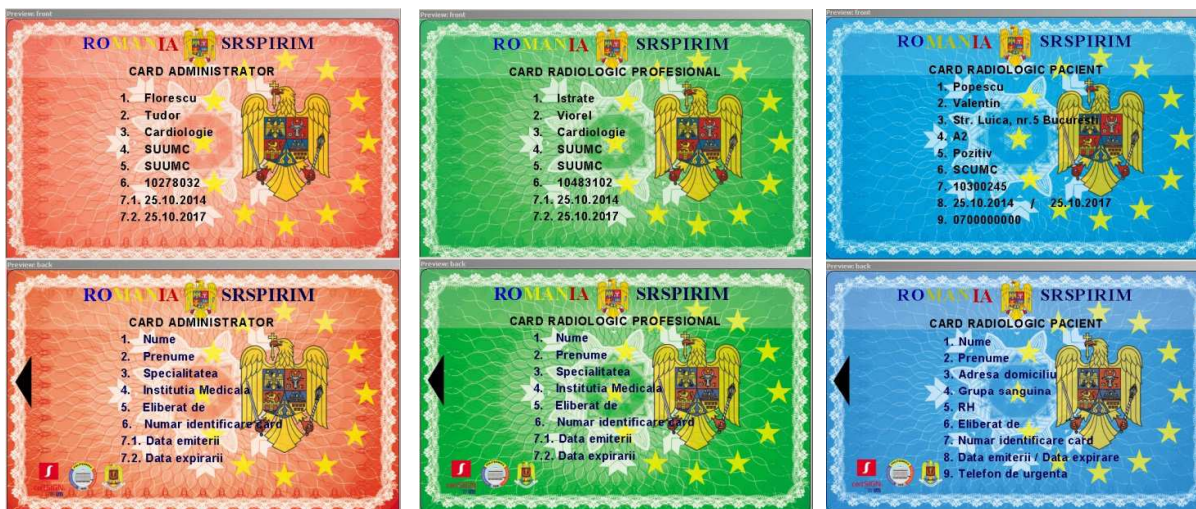 Preview: front
ROMANIA SRSPIRIM
CARD ADMINISTRATOR
1. Florescu
2. Tudor
3. Cardiologie
4. SUUMC
5. SUUMC
6. 10278032
7.1. 25.10.2014
7.2. 25.10.2017
Preview: front
ROMANIA SRSPIRIM
CARD RADIOLOGIC PROFESIONAL
1. Istrate
2. Viorel
3. Cardiologie
4. SUUMC
5. SUUMC
6. 10483102
7.1. 25.10.2014
7.2. 25.10.2017
Preview: front
ROMANIA SRSPIRIM
CARD RADIOLOGIC PACIENT
1. Popescu
2. Valentin
3. Str. Luica, nr.5 Bucuresti
4. A2
5. Pozitiv
6. SCUMC
7. 10300245
8. 25.10.2014 / 25.10.2017
9. 0700000000
Preview: back
ROMANIA SRSPIRIM
CARD ADMINISTRATOR
1. Nume
2. Prenume
3. Specialitatea
4. Institutia Medicala
5. Eliberat de
6. Numar identificare card
7.1. Data emiterii
7.2. Data expirarii
certSIGN
Preview: back
ROMANIA SRSPIRIM
CARD RADIOLOGIC PROFESIONAL
1. Nume
2. Prenume
3. Specialitatea
4. Institutia Medicala
5. Eliberat de
6. Numar identificare card
7.1. Data emiterii
7.2. Data expirarii
certSIGN
Preview: back
ROMANIA SRSPIRIM
CARD RADIOLOGIC PACIENT
1. Nume
2. Prenume
3. Adresa domiciliu
4. Grupa sanguina
5. RH
6. Eliberat de
7. Numar identificare card
8. Data emiterii / Data expirare
9. Telefon de urgenta
certSIGN